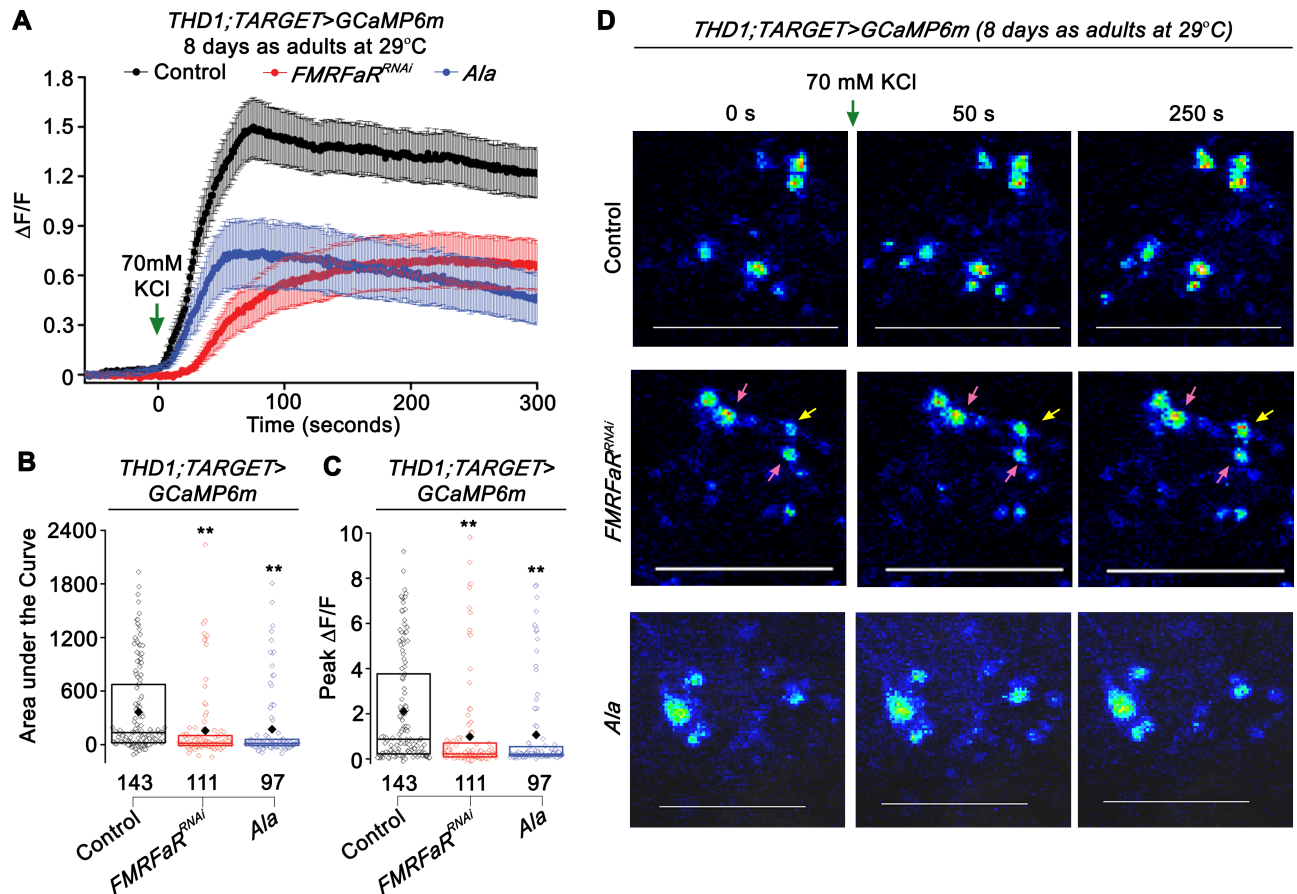 A
THD1;TARGET>GCaMP6m
8 days as adults at 29°C
Control FMRFaR^RNAi Ala
1.8
1.5
1.2
0.9
0.6
0.3
0
ΔF/F
70mM
KCl
0 100 200 300
Time (seconds)
B
THD1;TARGET>
GCaMP6m
2400
1800
1200
600
0
Area under the Curve
** **
143 111 97
Control
FMRFaR^RNAi
Ala
C
THD1;TARGET>
GCaMP6m
10
8
6
4
2
0
Peak ΔF/F
** **
143 111 97
Control
FMRFaR^RNAi
Ala
D
THD1;TARGET>GCaMP6m (8 days as adults at 29°C)
70 mM KCl
0 s 50 s 250 s
Control
FMRFaR^RNAi
Ala